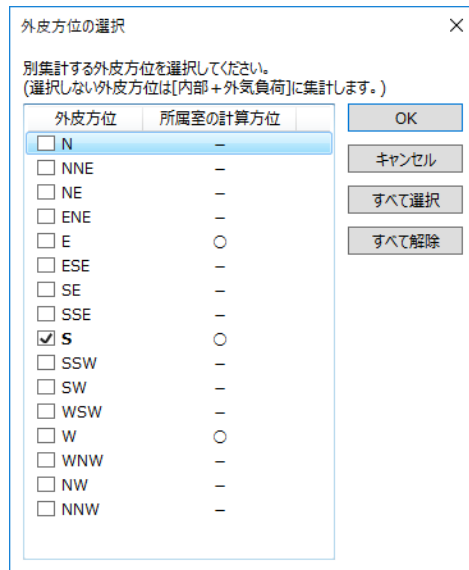 外皮方位の選択
別集計する外皮方位を選択してください。
(選択しない外皮方位は[内部+外気負荷]に集計します。)
外皮方位 所属室の計算方位
N –
NNE –
NE –
ENE –
E ○
ESE –
SE –
SSE –
S ○
SSW –
SW –
WSW –
W ○
WNW –
NW –
NNW –
OK
キャンセル
すべて選択
すべて解除